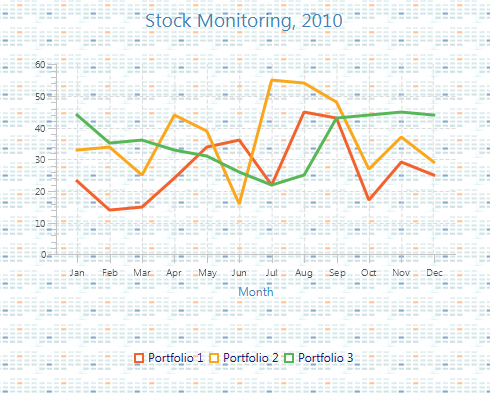 Stock Monitoring, 2010
60
50
40
30
20
10
0
Jan Feb Mar Apr May Jun Jul Aug Sep Oct Nov Dec
Month
Portfolio 1 Portfolio 2 Portfolio 3